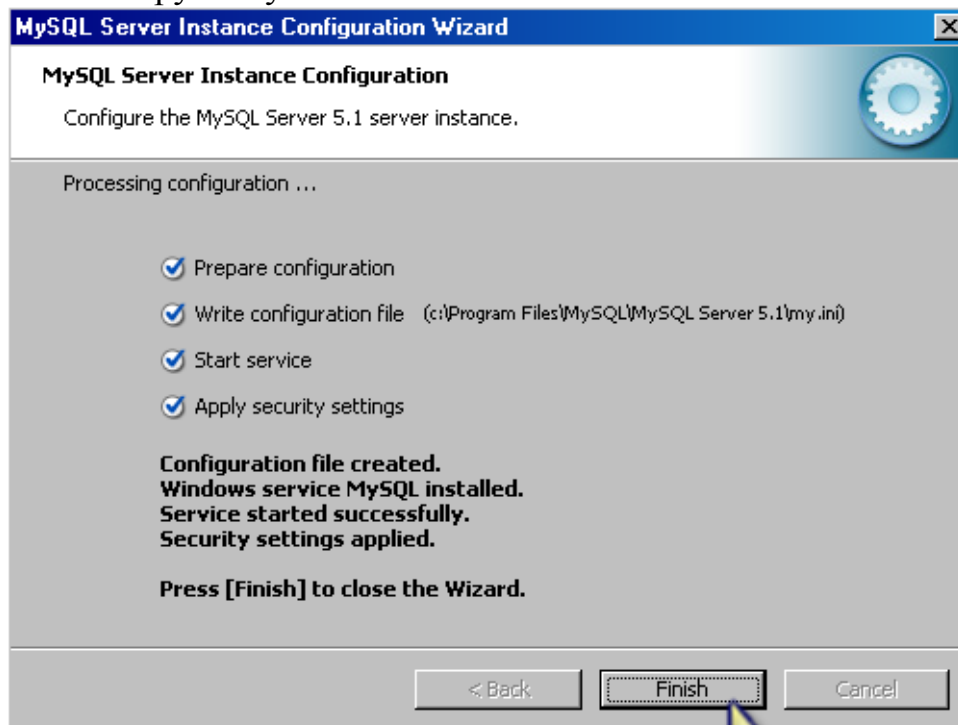 MySQL Server Instance Configuration Wizard
MySQL Server Instance Configuration
Configure the MySQL Server 5.1 server instance.
Processing configuration ...
Prepare configuration
Write configuration file (c:\Program Files\MySQL\MySQL Server 5.1\my.ini)
Start service
Apply security settings
Configuration file created.
Windows service MySQL installed.
Service started successfully.
Security settings applied.
Press [Finish] to close the Wizard.
< Back Finish Cancel